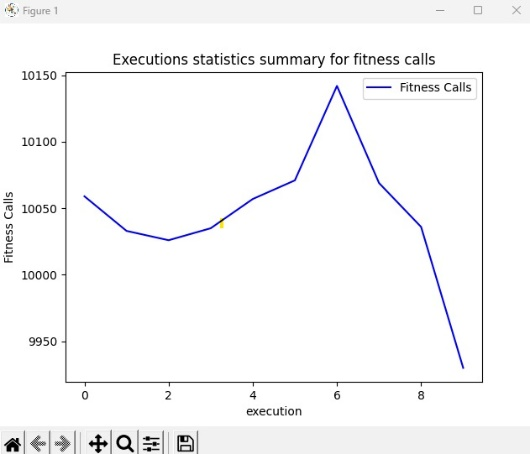 Figure 1
Executions statistics summary for fitness calls
Fitness Calls
10150
10100
10050
10000
9950
Fitness Calls
0 2 4 6 8
execution